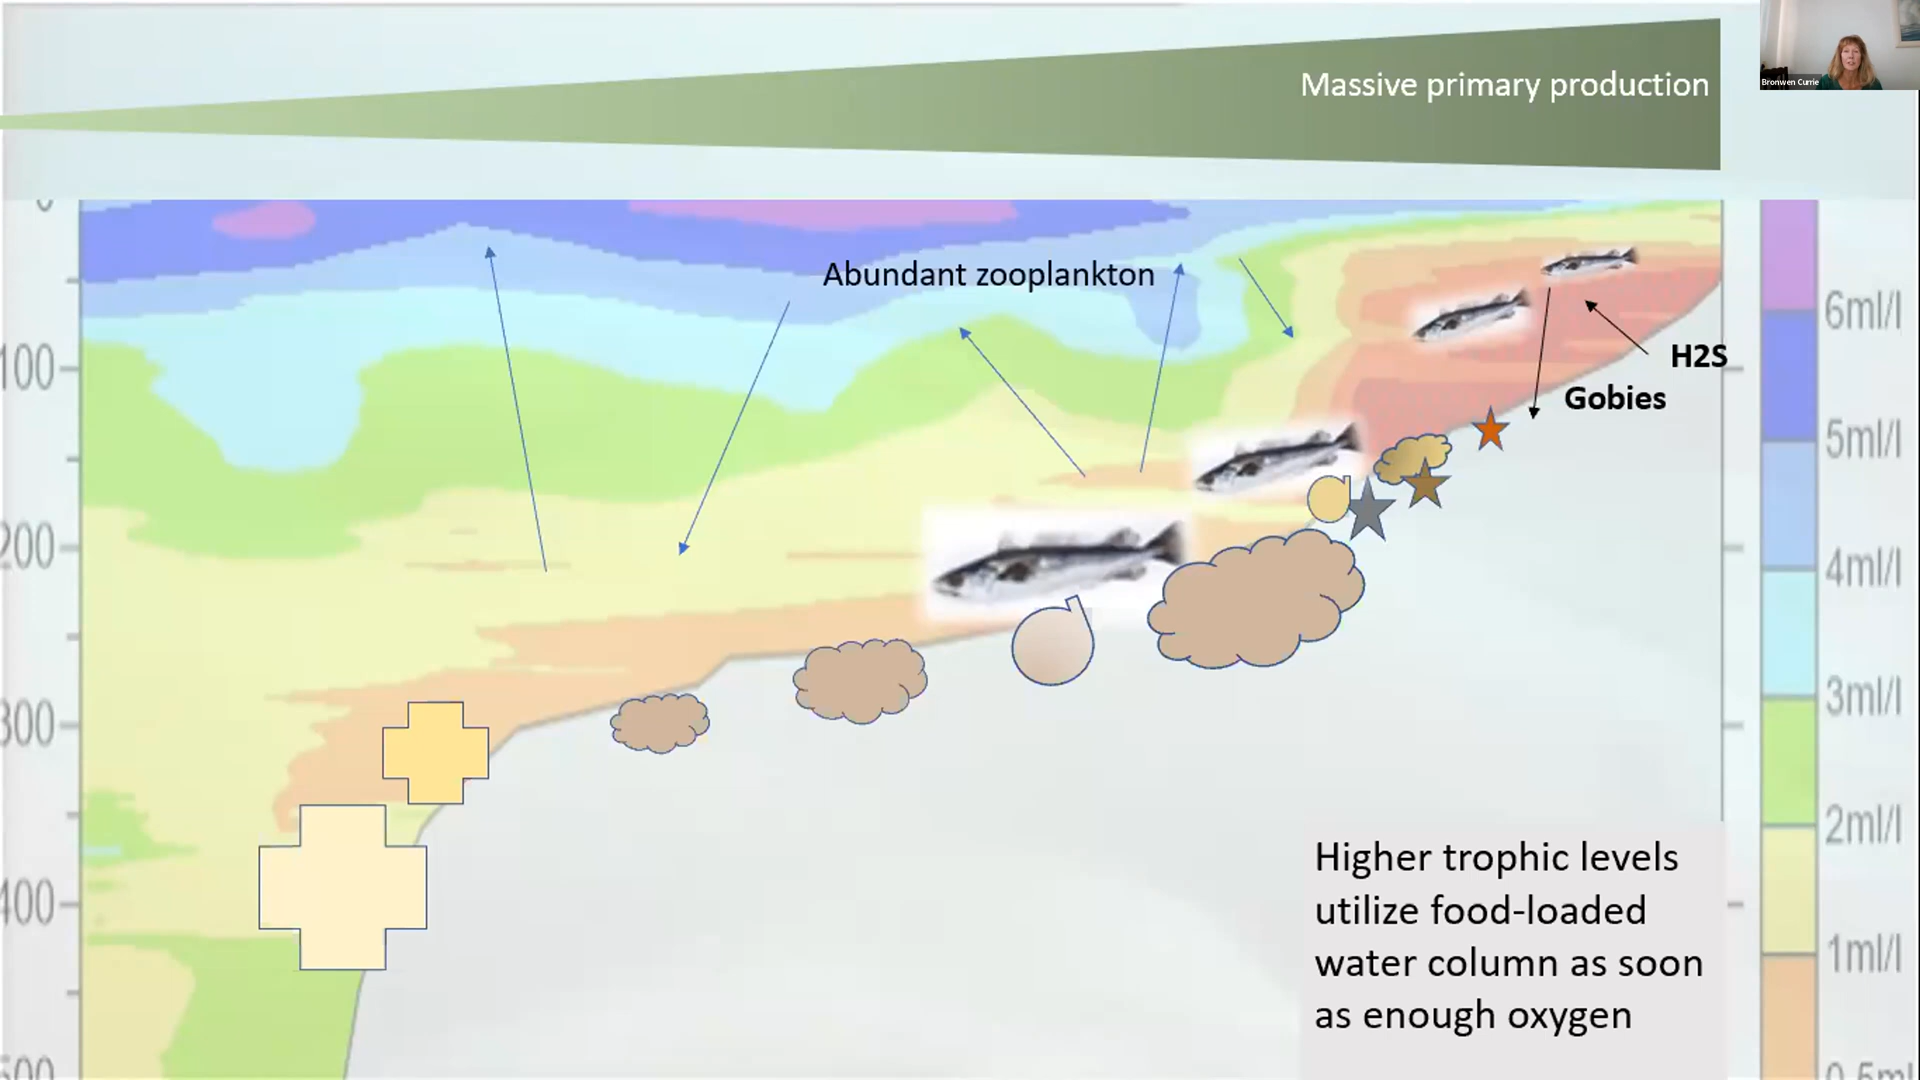 Massive primary production
Bronwen Currie
0
Abundant zooplankton
6ml/l
H2S
100
Gobies
5ml/l
200
4ml/l
3ml/l
300
2ml/l
Higher trophic levels
utilize food-loaded
400
1ml/l
water column as soon
as enough oxygen
500
0.5ml/l